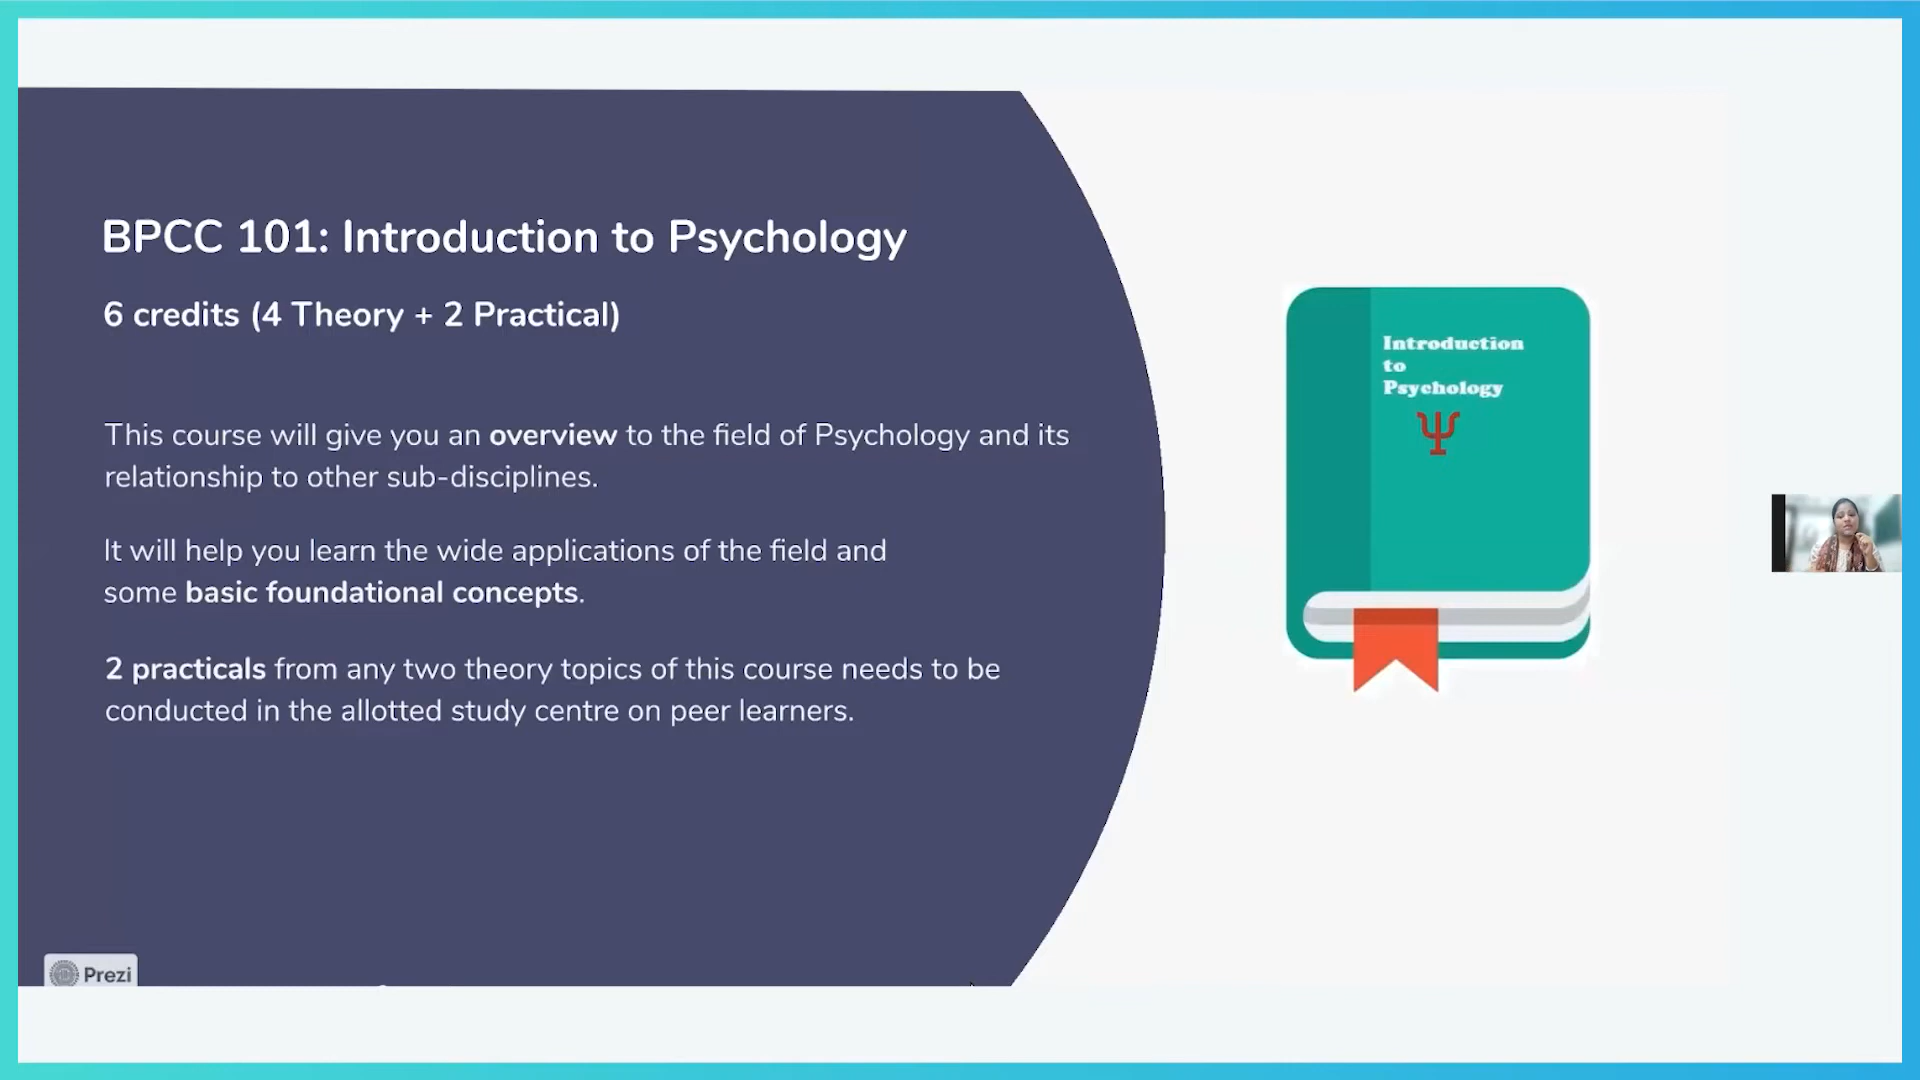 BPCC 101: Introduction to Psychology
6 credits (4 Theory + 2 Practical)
This course will give you an overview to the field of Psychology and its
relationship to other sub-disciplines.
It will help you learn the wide applications of the field and
some basic foundational concepts.
2 practicals from any two theory topics of this course needs to be
conducted in the allotted study centre on peer learners.
Introduction
to
Psychology
Ψ
Prezi